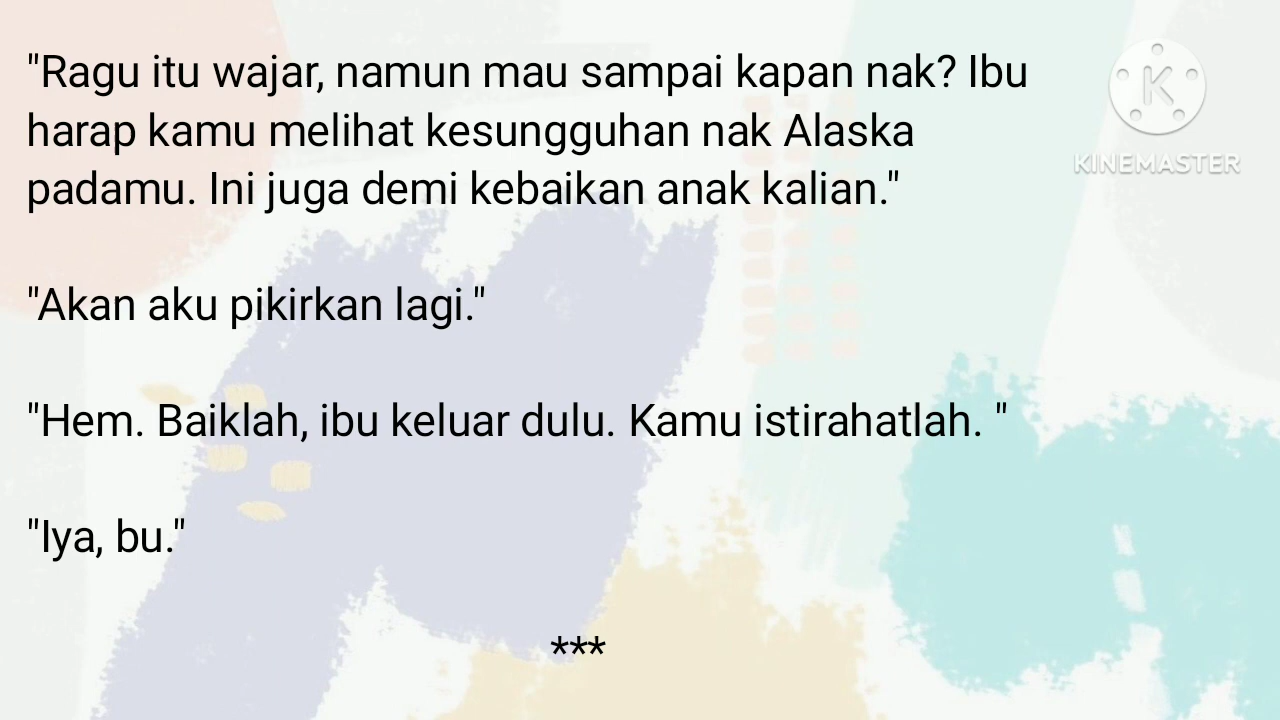 "Ragu itu wajar, namun mau sampai kapan nak? Ibu
harap kamu melihat kesungguhan nak Alaska
padamu. Ini juga demi kebaikan anak kalian."
"Akan aku pikirkan lagi."
"Hem. Baiklah, ibu keluar dulu. Kamu istirahatlah. "
"Iya, bu."
***
K
KINEMASTER